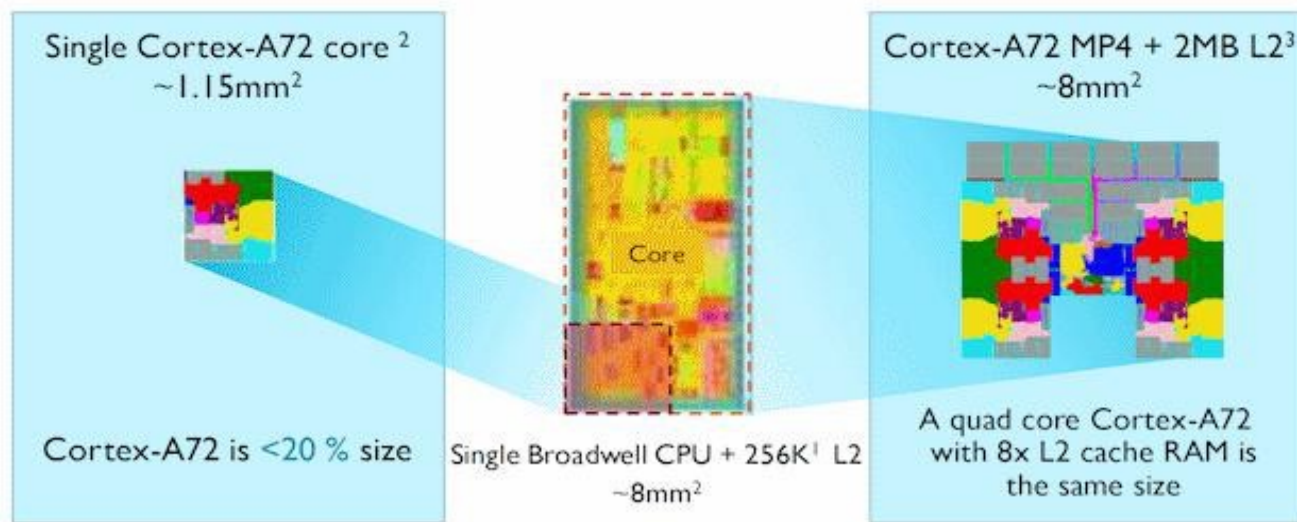 Single Cortex-A72 core ²
~1.15mm²
Cortex-A72 is <20 % size
Core
Single Broadwell CPU + 256K¹ L2
~8mm²
Cortex-A72 MP4 + 2MB L2³
~8mm²
A quad core Cortex-A72
with 8x L2 cache RAM is
the same size